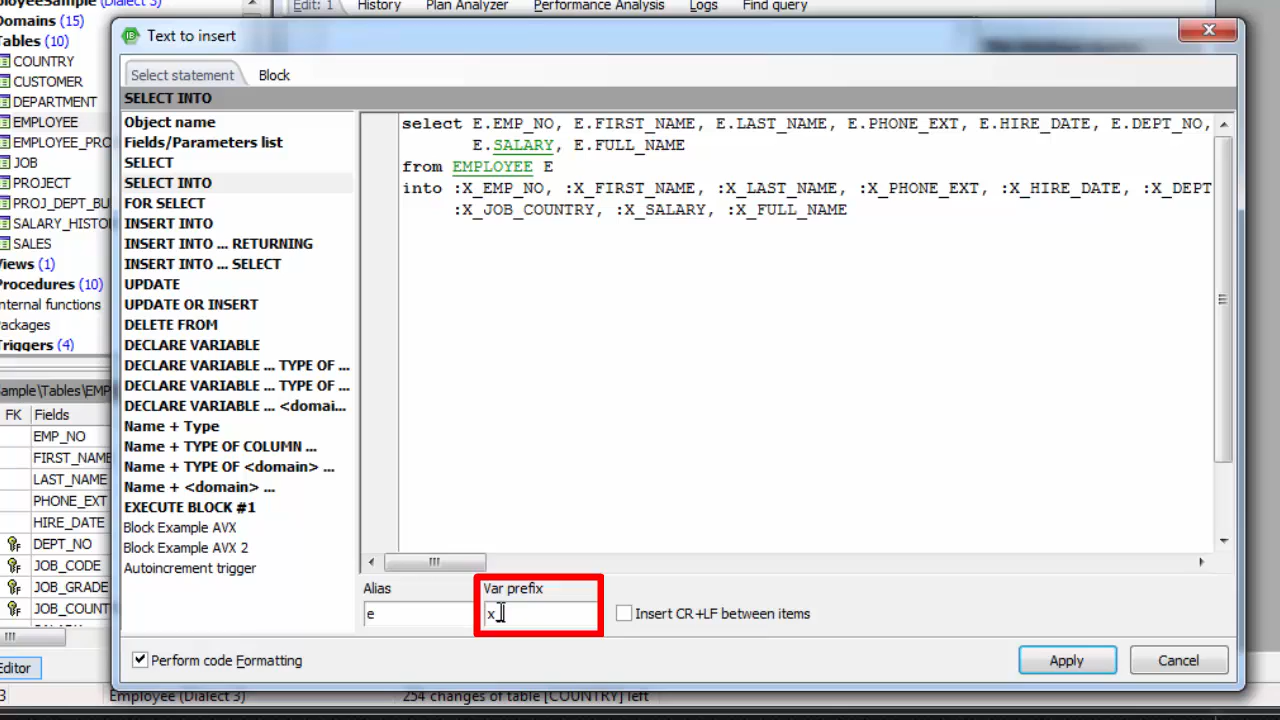 ployeeSample (Dialect 3)
Edit: 1 History Plan Analyzer Performance Analysis Logs Find query
Domains (15)
Tables (10)
COUNTRY
CUSTOMER
DEPARTMENT
EMPLOYEE
EMPLOYEE_PRO
JOB
PROJECT
PROJ_DEPT_BU
SALARY_HISTO
SALES
Views (1)
Procedures (10)
nternal functions
Packages
Triggers (4)
ample\Tables\EMP
FK Fields
EMP_NO
FIRST_NAME
LAST_NAME
PHONE_EXT
HIRE_DATE
DEPT_NO
JOB_CODE
JOB_GRADE
JOB_COUNT
Editor
3 Employee (Dialect 3) 254 changes of table [COUNTRY] left
Text to insert
Select statement Block
SELECT INTO
Object name
Fields/Parameters list
SELECT
SELECT INTO
FOR SELECT
INSERT INTO
INSERT INTO ... RETURNING
INSERT INTO ... SELECT
UPDATE
UPDATE OR INSERT
DELETE FROM
DECLARE VARIABLE
DECLARE VARIABLE ... TYPE OF ...
DECLARE VARIABLE ... TYPE OF ...
DECLARE VARIABLE ... <domai...
Name + Type
Name + TYPE OF COLUMN ...
Name + TYPE OF <domain> ...
Name + <domain> ...
EXECUTE BLOCK #1
Block Example AVX
Block Example AVX 2
Autoincrement trigger
select E.EMP_NO, E.FIRST_NAME, E.LAST_NAME, E.PHONE_EXT, E.HIRE_DATE, E.DEPT_NO,
E.SALARY, E.FULL_NAME
from EMPLOYEE E
into :X_EMP_NO, :X_FIRST_NAME, :X_LAST_NAME, :X_PHONE_EXT, :X_HIRE_DATE, :X_DEPT
:X_JOB_COUNTRY, :X_SALARY, :X_FULL_NAME
Alias Var prefix
e x_ Insert CR+LF between items
Perform code Formatting Apply Cancel